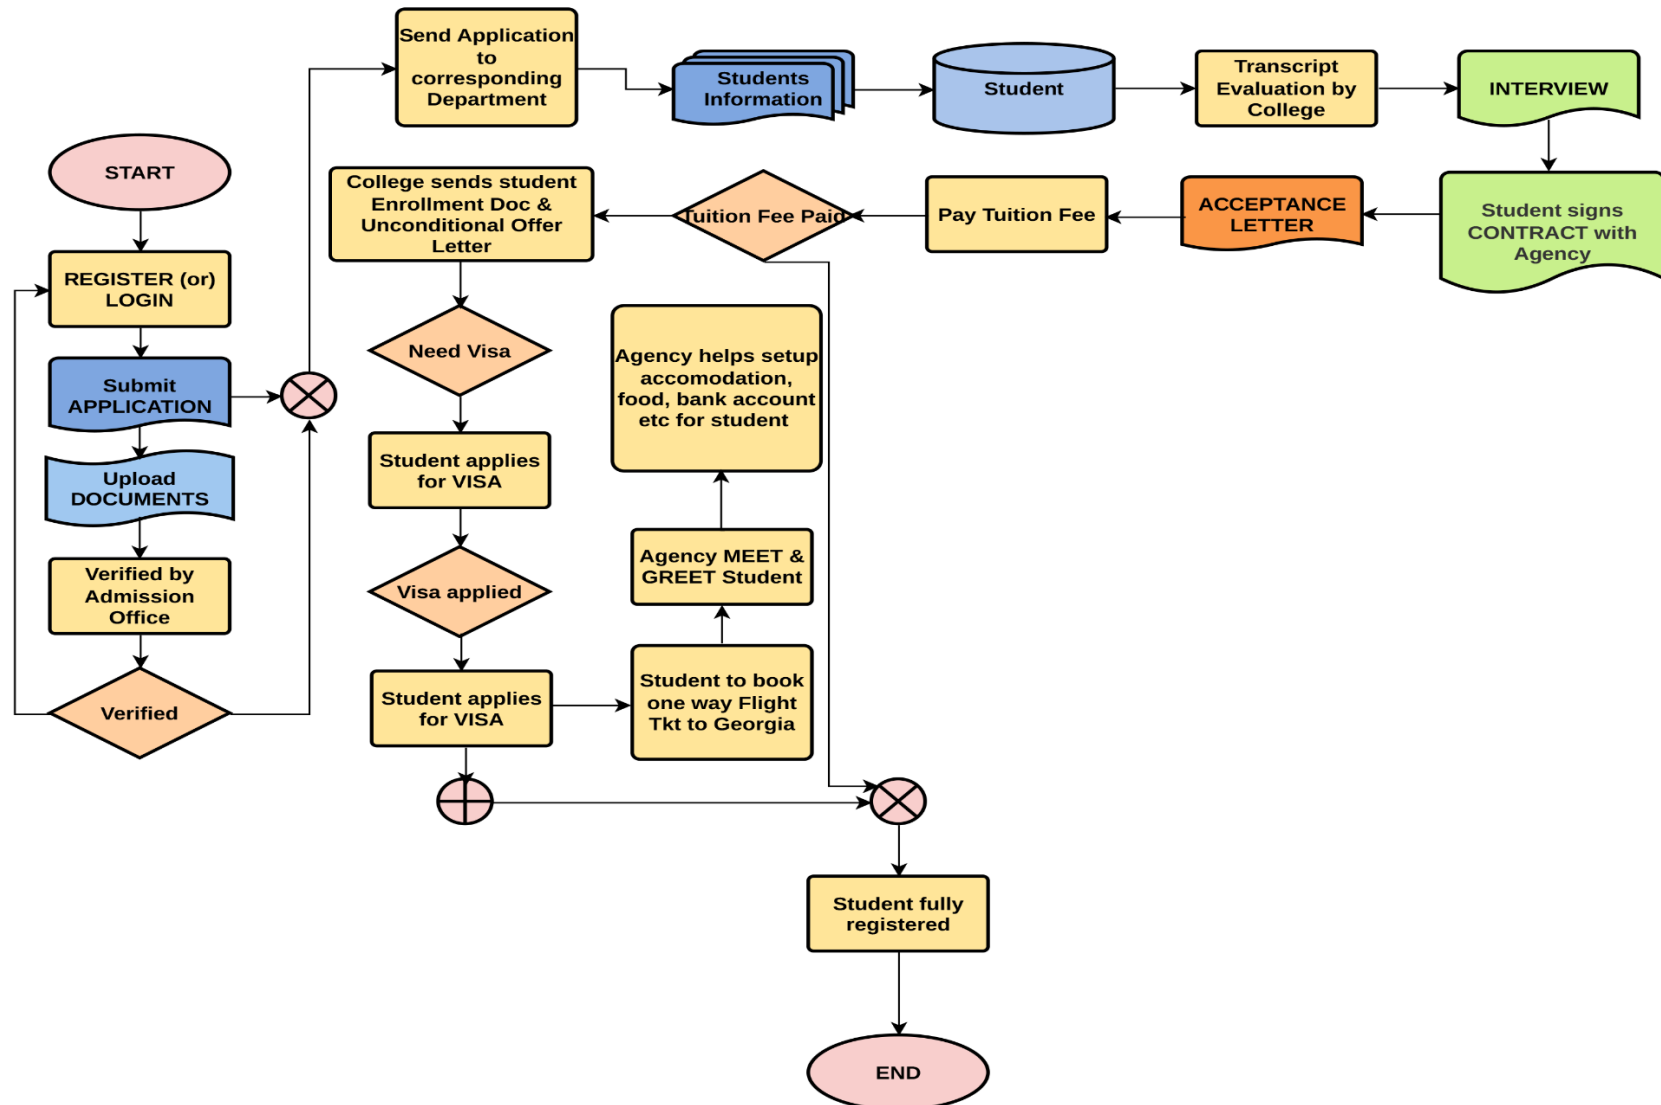 START
REGISTER (or)
LOGIN
Submit
APPLICATION
Upload
DOCUMENTS
Verified by
Admission
Office
Verified
Send Application
to
corresponding
Department
Students
Information
Student
Transcript
Evaluation by
College
INTERVIEW
Student signs
CONTRACT with
Agency
ACCEPTANCE
LETTER
Pay Tuition Fee
Tuition Fee Paid
College sends student
Enrollment Doc &
Unconditional Offer
Letter
Need Visa
Student applies
for VISA
Visa applied
Student applies
for VISA
Student to book
one way Flight
Tkt to Georgia
Agency MEET &
GREET Student
Agency helps setup
accomodation,
food, bank account
etc for student
Student fully
registered
END